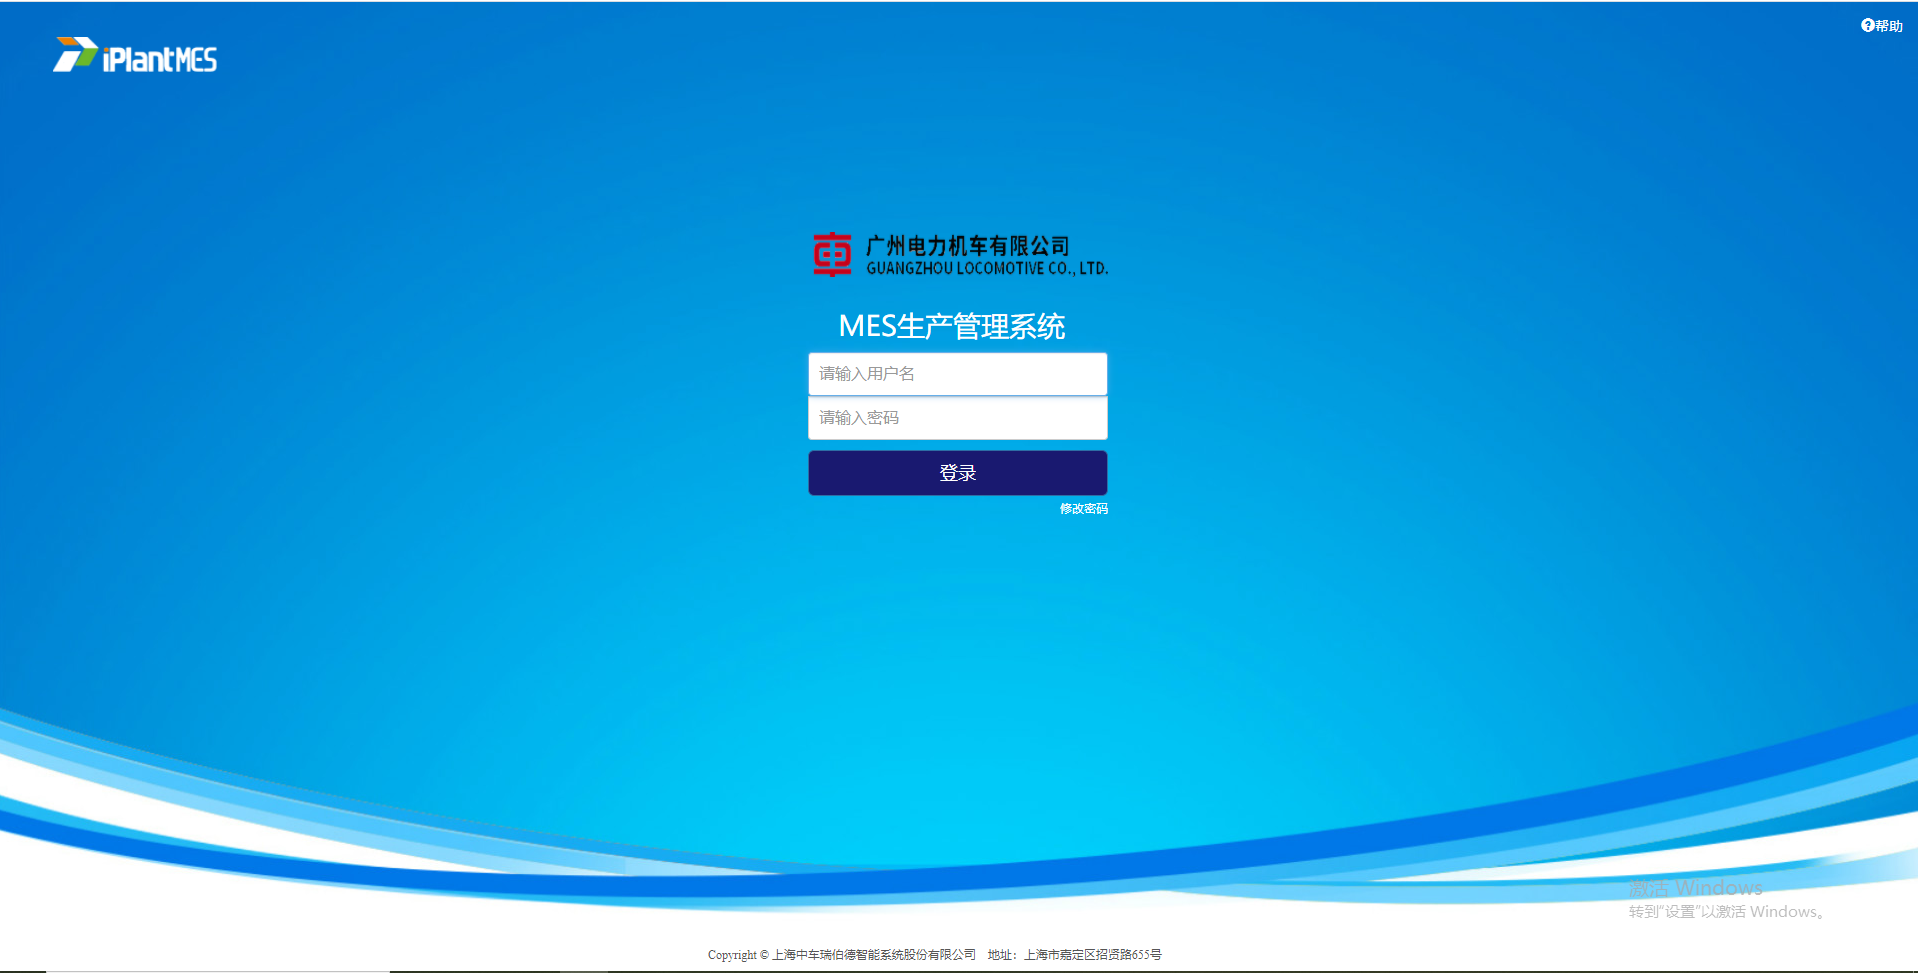 帮助
iPlantMES
广州电力机车有限公司
GUANGZHOU LOCOMOTIVE CO., LTD.
MES生产管理系统
请输入用户名
请输入密码
登录
修改密码
激活 Windows
转到“设置”以激活 Windows。
Copyright © 上海中车瑞伯德智能系统股份有限公司 地址：上海市嘉定区招贤路655号